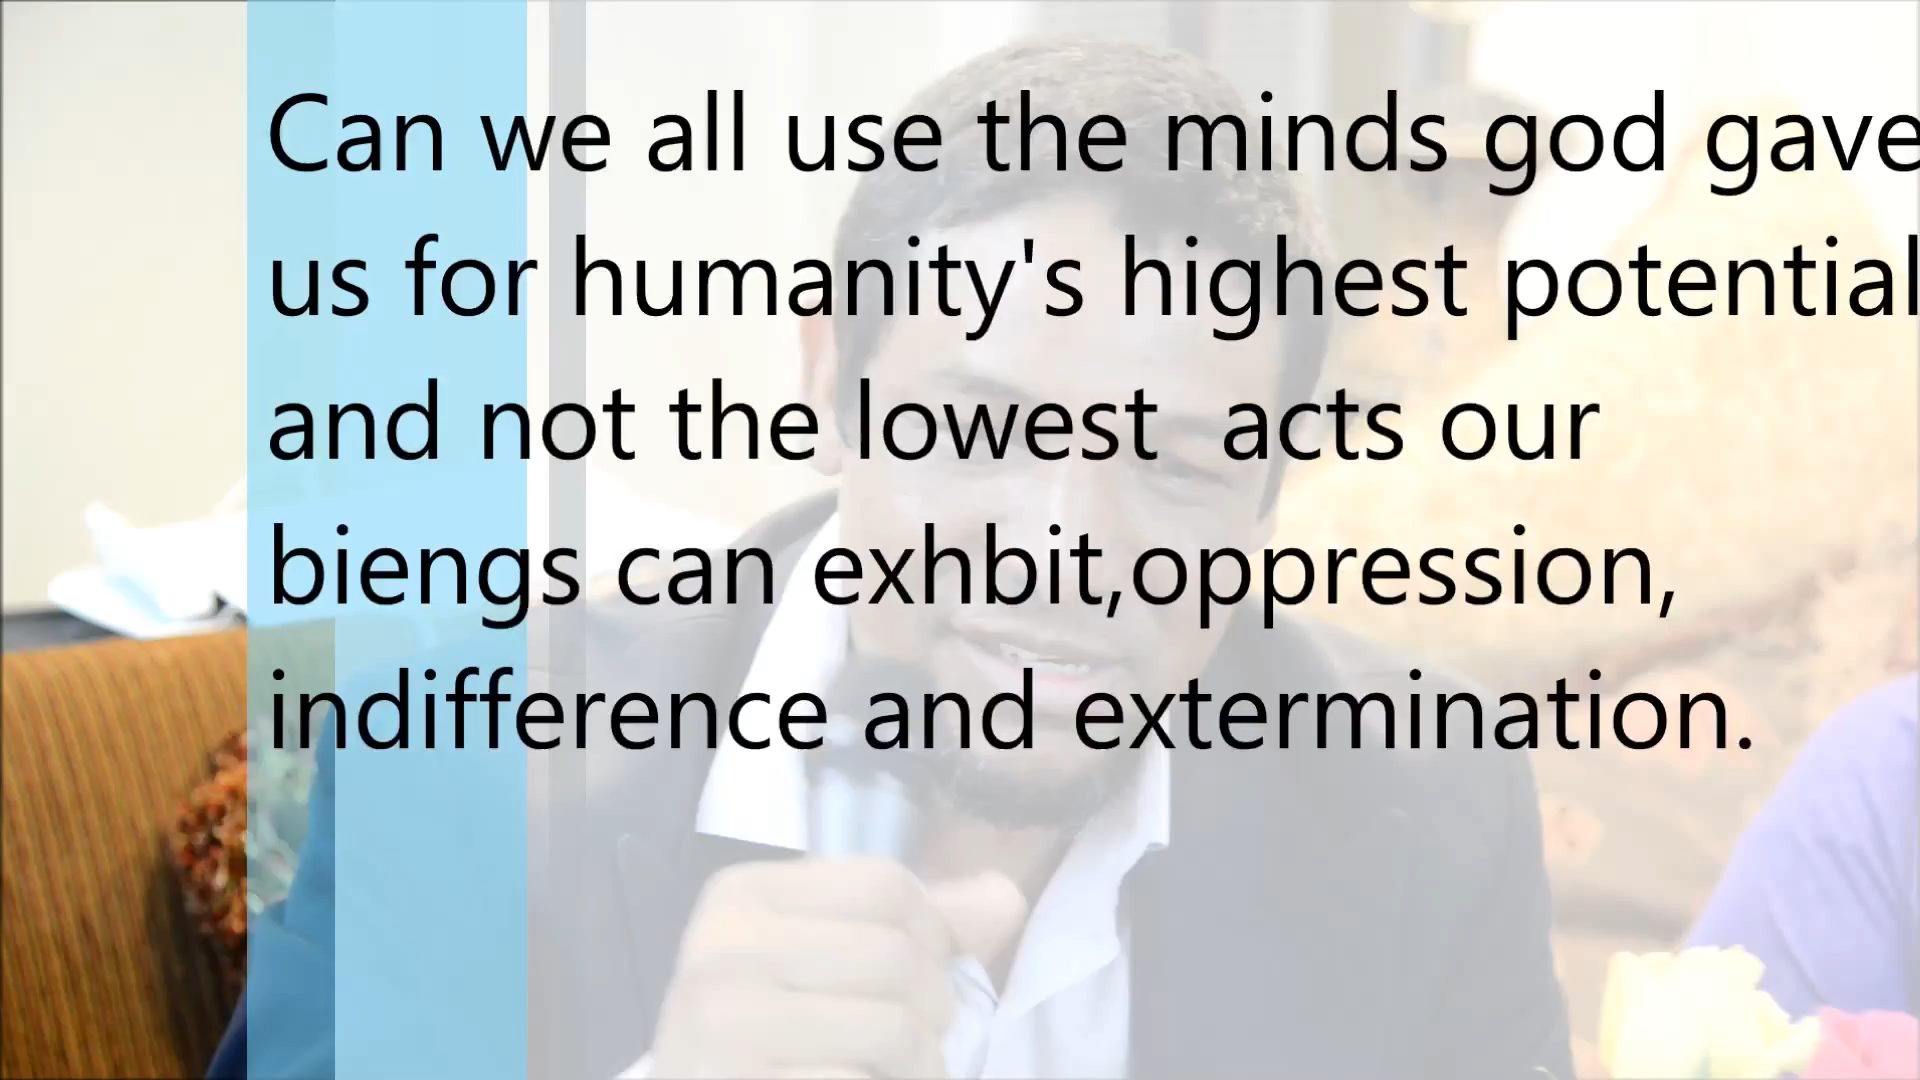 Can we all use the minds god gave
us for humanity's highest potential
and not the lowest  acts our
biengs can exhbit,oppression,
indifference and extermination.